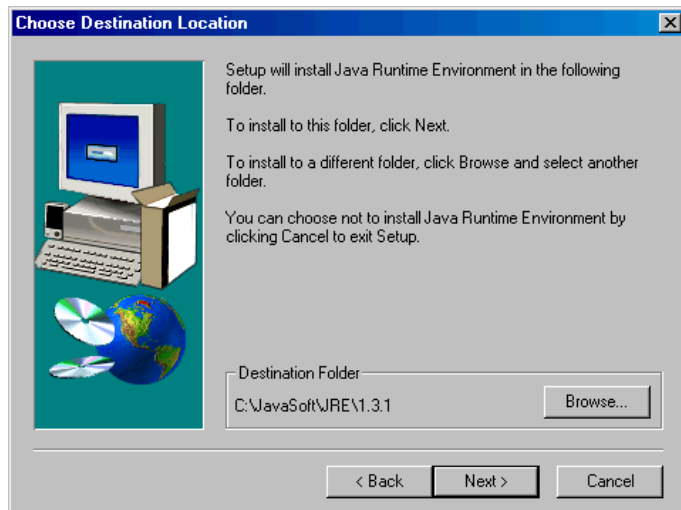 Choose Destination Location
Setup will install Java Runtime Environment in the following
folder.
To install to this folder, click Next.
To install to a different folder, click Browse and select another
folder.
You can choose not to install Java Runtime Environment by
clicking Cancel to exit Setup.
Destination Folder
C:\JavaSoft\JRE\1.3.1
Browse...
< Back
Next >
Cancel